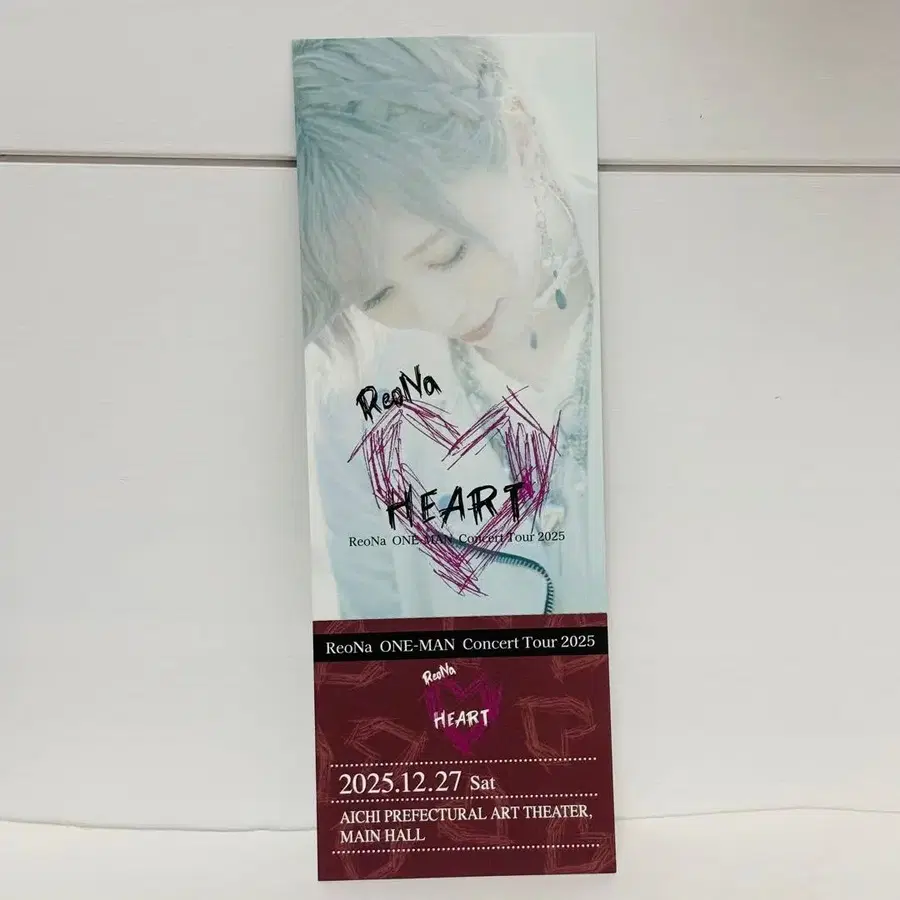 ReoNa
HEART
ReoNa ONE-MAN Concert Tour 2025
ReoNa ONE-MAN Concert Tour 2025
ReoNa
HEART
2025.12.27 Sat
AICHI PREFECTURAL ART THEATER,
MAIN HALL